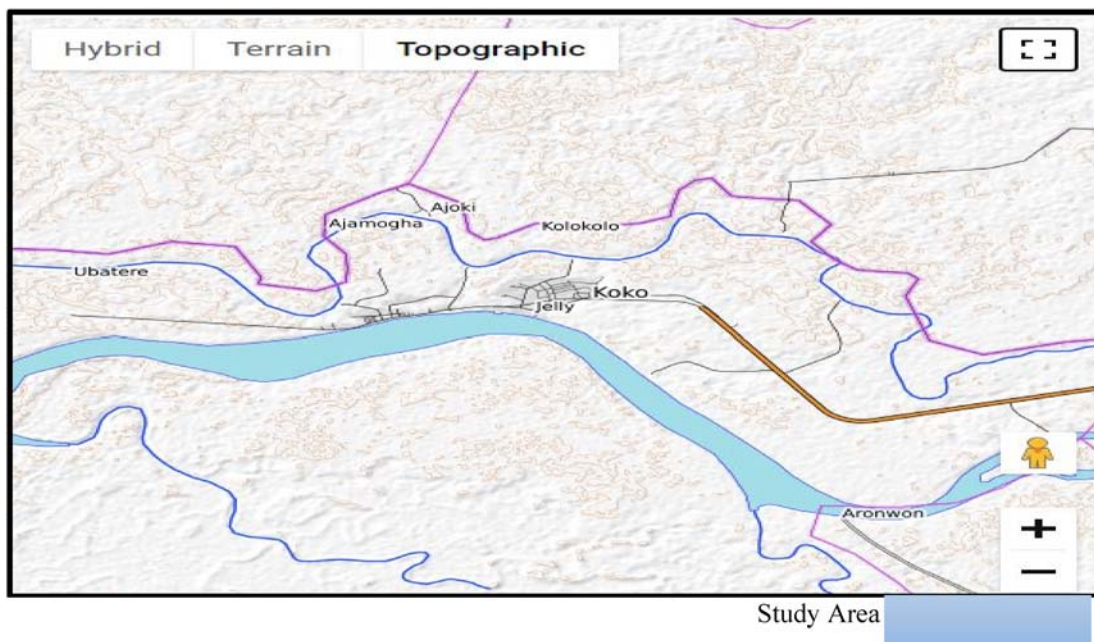 Hybrid Terrain Topographic
Ajoki
Ajamogha
Kolokolo
Ubatere
Koko
Jelly
Aronwon
+
−
Study Area